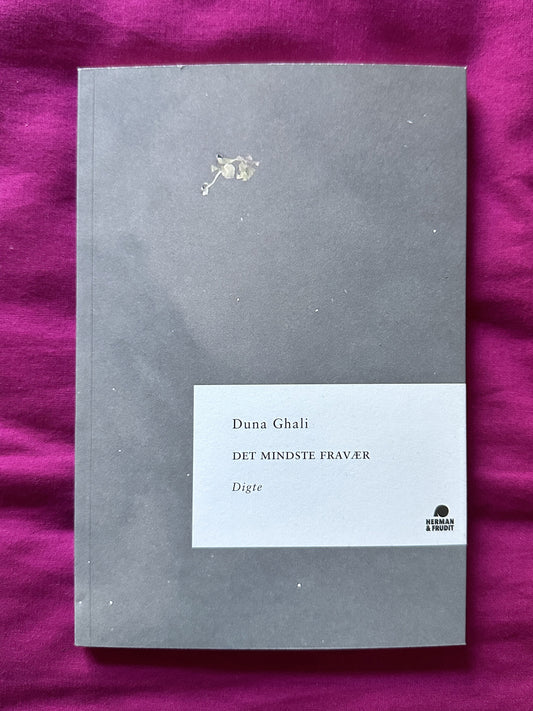 Duna Ghali
DET MINDSTE FRAVÆR
Digte
HERMAN
& FRUDIT